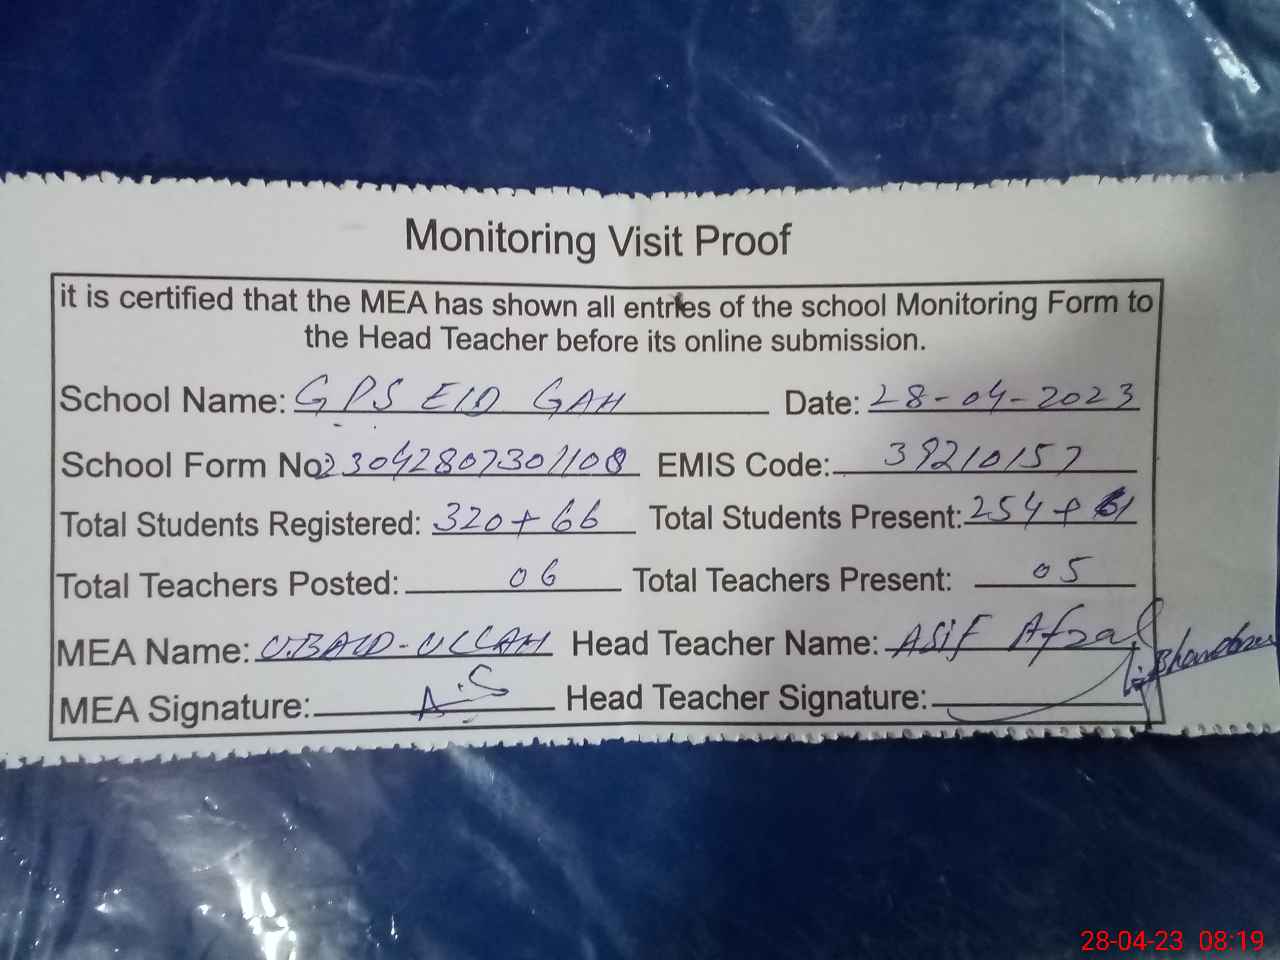 Monitoring Visit Proof
it is certified that the MEA has shown all entries of the school Monitoring Form to
the Head Teacher before its online submission.
School Name: GPS EID GAH Date: 28-04-2023
School Form No 23042807301108 EMIS Code: 39210157
Total Students Registered: 320+66 Total Students Present: 254+61
Total Teachers Posted: 06 Total Teachers Present: 05
MEA Name: UBAID-ULLAH Head Teacher Name: ASIF Afzal
MEA Signature: Head Teacher Signature:
28-04-23 08:19